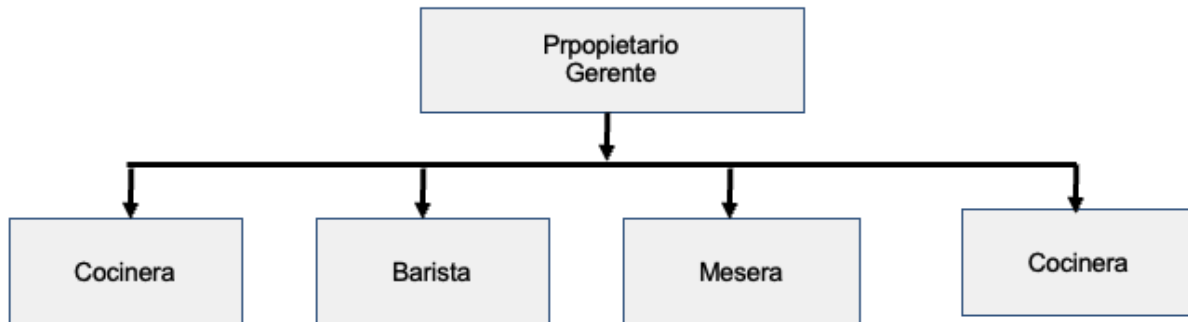 Prpopietario
Gerente
Cocinera
Barista
Mesera
Cocinera